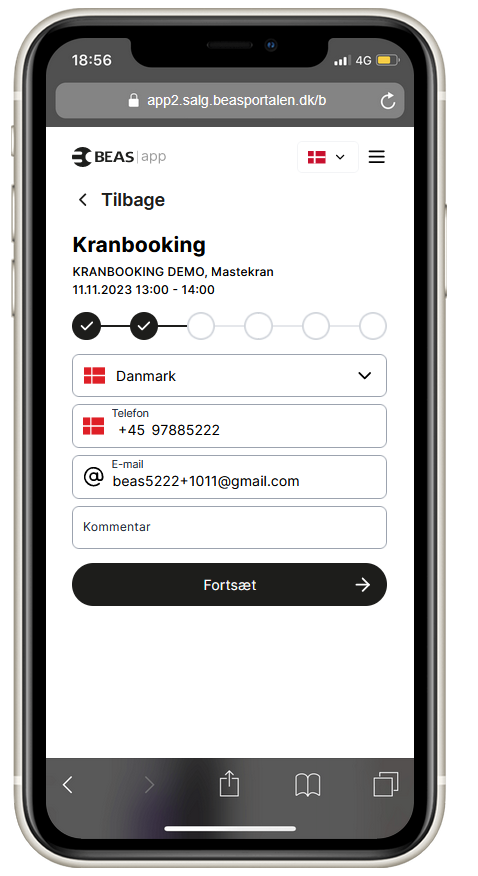 18:56
4G
app2.salg.beasportalen.dk/b
BEAS app
Tilbage
Kranbooking
KRANBOOKING DEMO, Mastekran
11.11.2023 13:00 - 14:00
Danmark
Telefon
+45 97885222
E-mail
@ beas5222+1011@gmail.com
Kommentar
Fortsæt